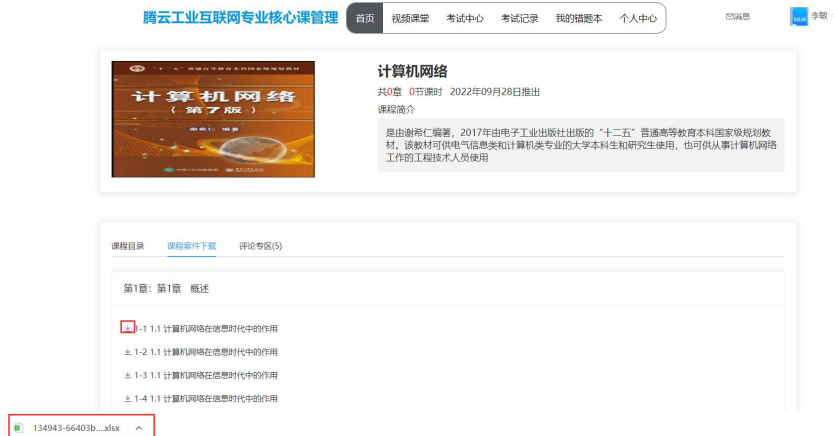 腾云工业互联网专业核心课管理 首页 视频课堂 考试中心 考试记录 我的错题本 个人中心 消息 李敏
计算机网络
（第7版）
谢希仁 编著
计算机网络
共0章 0节课时 2022年09月28日推出
课程简介
是由谢希仁编著，2017年由电子工业出版社出版的“十二五”普通高等教育本科国家级规划教
材。该教材可供电气信息类和计算机类专业的大学本科生和研究生使用，也可供从事计算机网络
工作的工程技术人员使用
课程目录 课程案件下载 评论专区(5)
第1章：第1章 概述
1-1 1.1 计算机网络在信息时代中的作用
1-2 1.1 计算机网络在信息时代中的作用
1-3 1.1 计算机网络在信息时代中的作用
1-4 1.1 计算机网络在信息时代中的作用
134943-66403b....xlsx